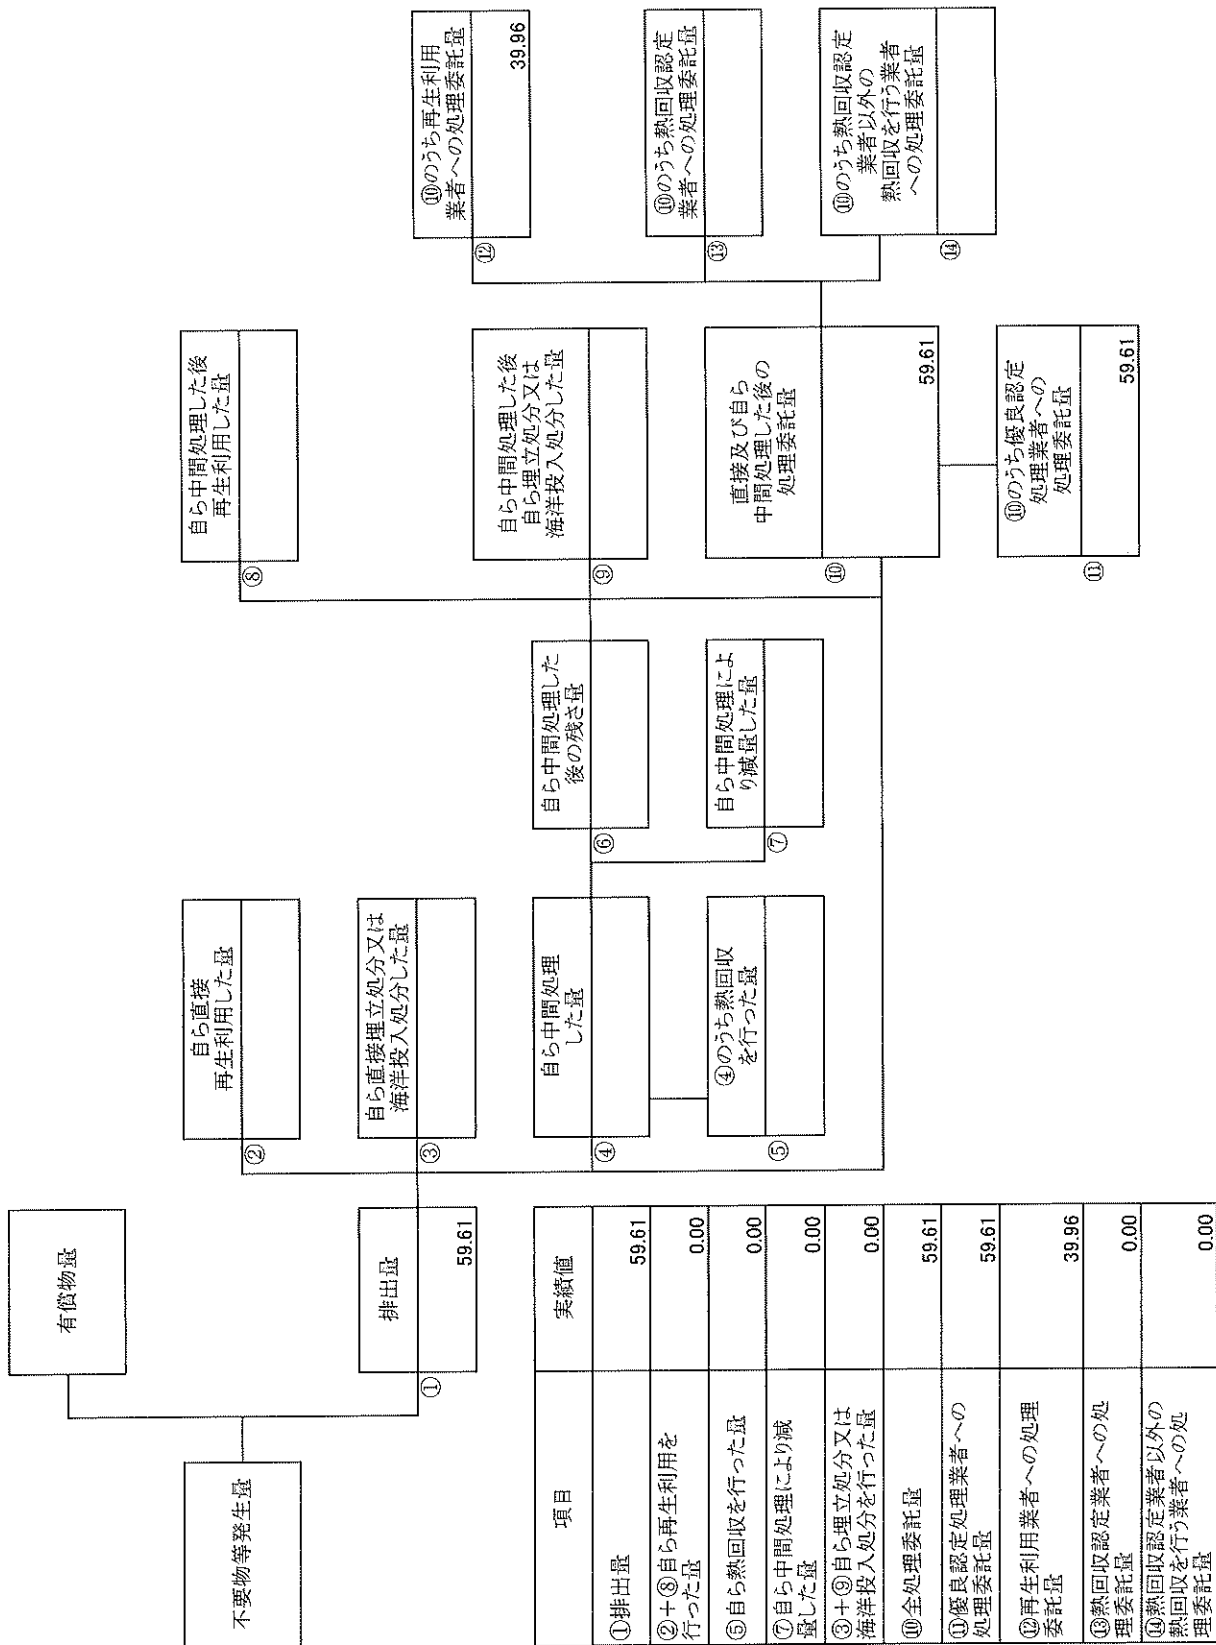 不要物等発生量
有償物量
①
排出量
59.61
②
自ら直接
再生利用した量
③
自ら直接埋立処分又は
海洋投入処分した量
④
自ら中間処理
した量
⑤
④のうち熱回収
を行った量
⑥
自ら中間処理した
後の残さ量
⑦
自ら中間処理によ
り減量した量
⑧
自ら中間処理した後
再生利用した量
⑨
自ら中間処理した後
自ら埋立処分又は
海洋投入処分した量
⑩
直接及び自ら
中間処理した後の
処理委託量
59.61
⑪
⑩のうち優良認定
処理業者への
処理委託量
59.61
⑫
⑩のうち再生利用
業者への処理委託量
39.96
⑬
⑩のうち熱回収認定
業者への処理委託量
⑭
⑩のうち熱回収認定
業者以外の
熱回収を行う業者
への処理委託量
項目 実績値
①排出量 59.61
②+⑧自ら再生利用を
行った量 0.00
⑤自ら熱回収を行った量 0.00
⑦自ら中間処理により減
量した量 0.00
③+⑨自ら埋立処分又は
海洋投入処分を行った量 0.00
⑩全処理委託量 59.61
⑪優良認定処理業者への
処理委託量 59.61
⑫再生利用業者への処理
委託量 39.96
⑬熱回収認定業者への処
理委託量 0.00
⑭熱回収認定業者以外の
熱回収を行う業者への処
理委託量 0.00